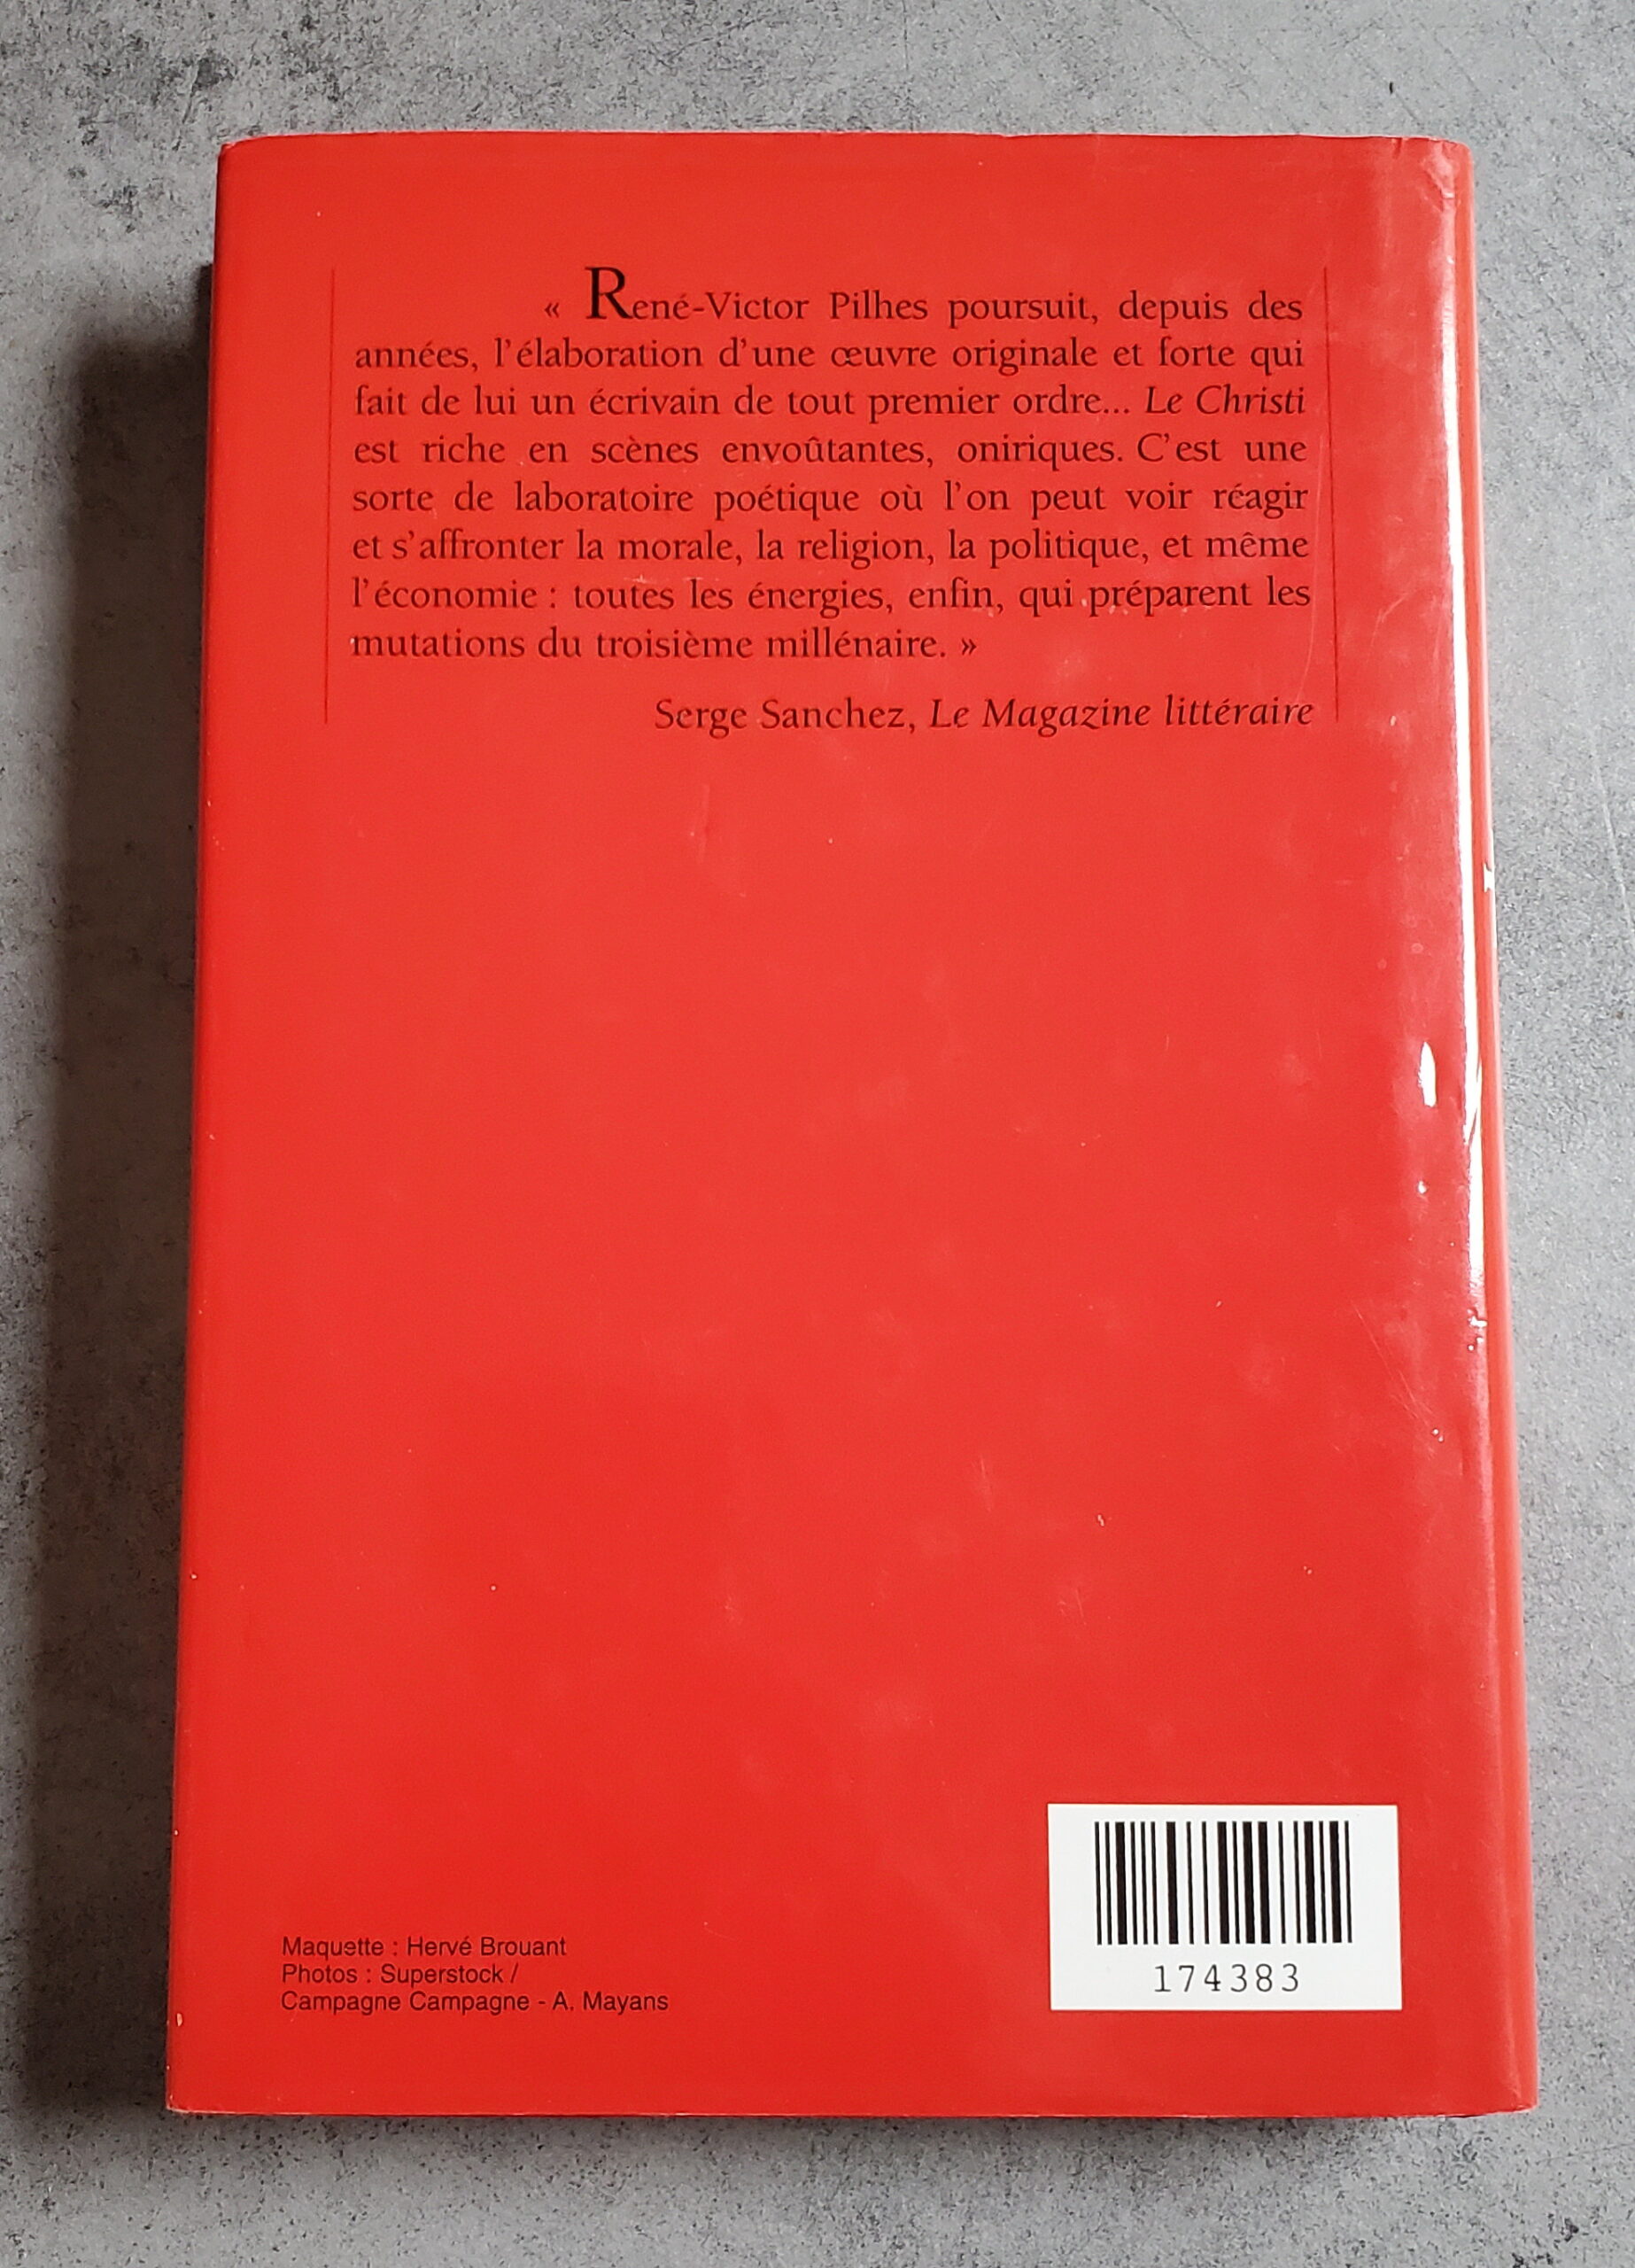 « René-Victor Pilhes poursuit, depuis des
années, l'élaboration d'une œuvre originale et forte qui
fait de lui un écrivain de tout premier ordre... Le Christi
est riche en scènes envoûtantes, oniriques. C'est une
sorte de laboratoire poétique où l'on peut voir réagir
et s'affronter la morale, la religion, la politique, et même
l'économie : toutes les énergies, enfin, qui préparent les
mutations du troisième millénaire. »
Serge Sanchez, Le Magazine littéraire
Maquette : Hervé Brouant
Photos : Superstock /
Campagne Campagne - A. Mayans
174383